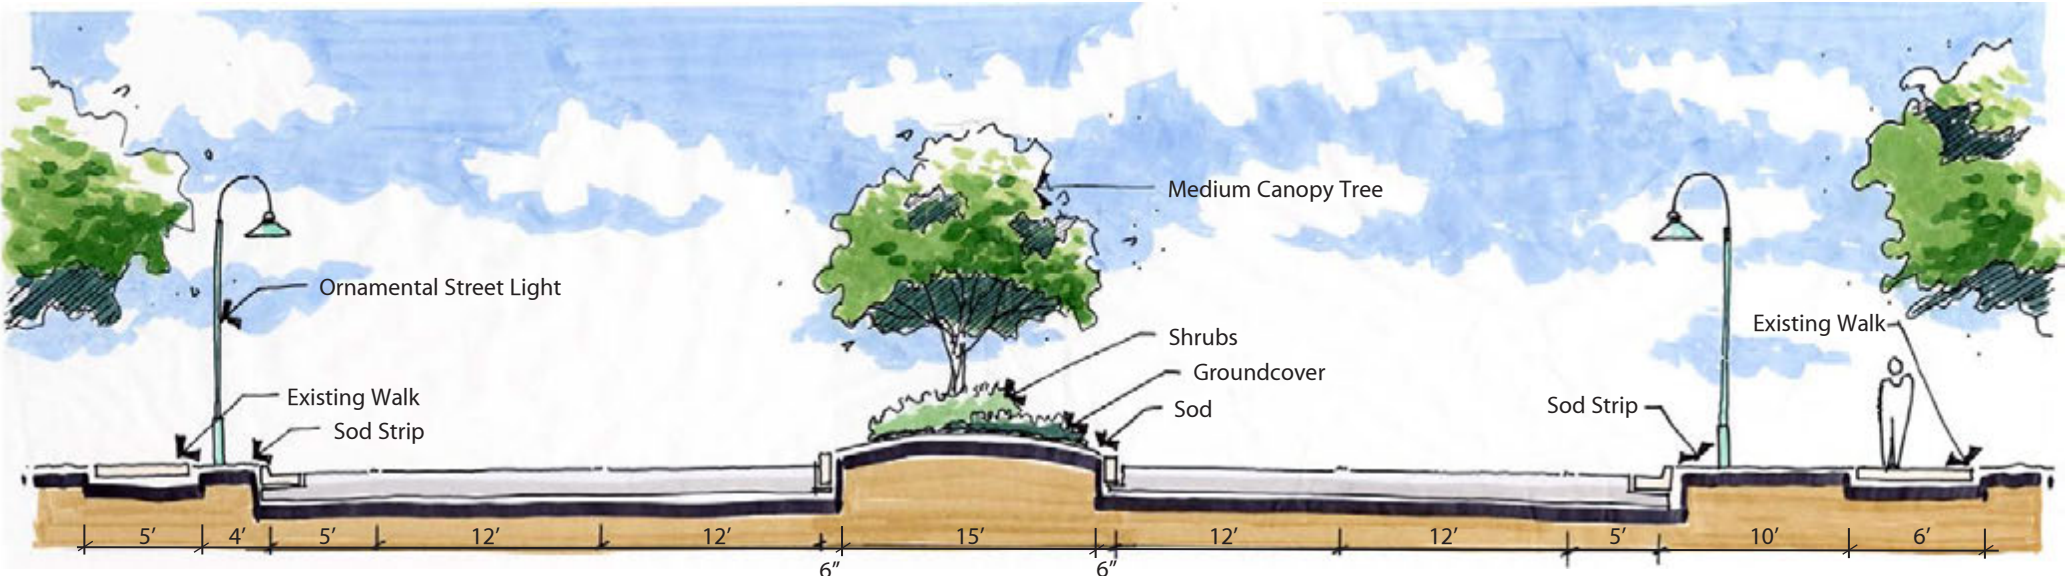 Medium Canopy Tree
Ornamental Street Light
Existing Walk
Shrubs
Groundcover
Existing Walk
Sod Strip
Sod
Sod Strip
5’ 4’ 5’ 12’ 12’ 15’ 12’ 12’ 5’ 10’ 6’
6” 6”